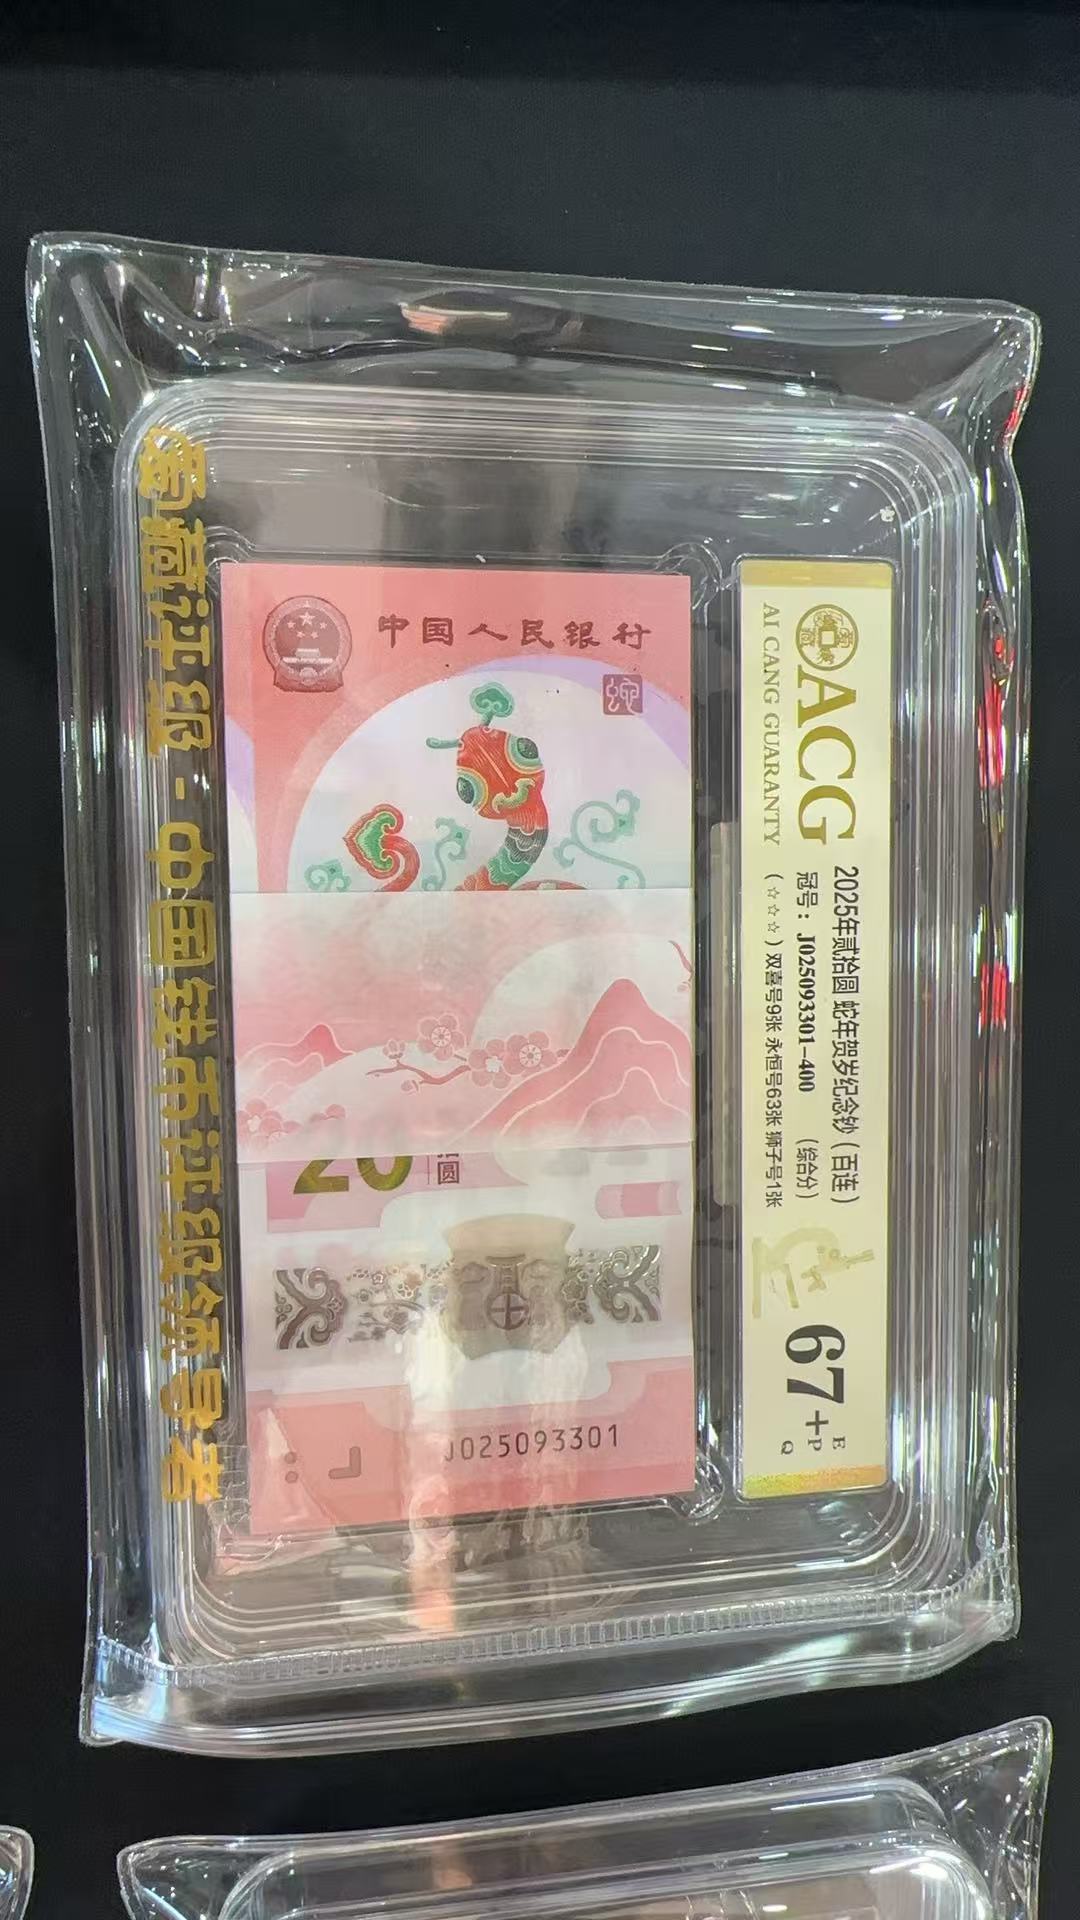 爱藏评级 - 中国钱币评级领导者
中国人民银行
蛇
20
拾圆
J025093301
ACG
AI CANG GUARANTY
2025年贰拾圆 蛇年贺岁纪念钞（百连）
冠号：J025093301-400 （综合分）
（☆☆☆）双喜号9张 永恒号63张 狮子号1张
67+
E
P
Q